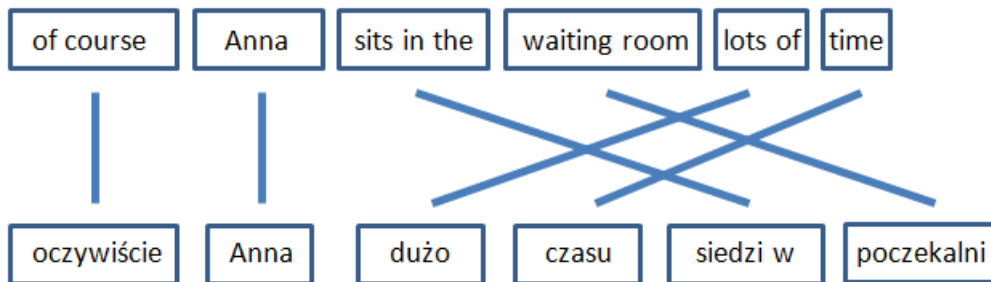 of course Anna sits in the waiting room lots of time
oczywiście Anna dużo czasu siedzi w poczekalni